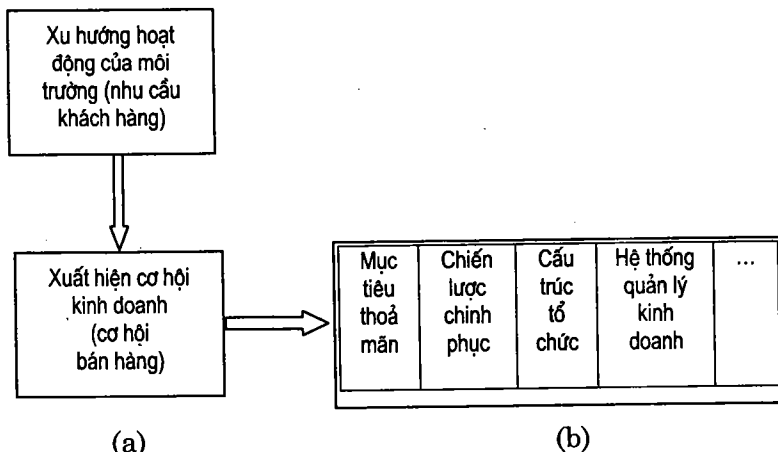 Xu hướng hoạt
động của môi
trường (nhu cầu
khách hàng)
Xuất hiện cơ hội
kinh doanh
(cơ hội
bán hàng)
Mục
tiêu
thoả
mãn
Chiến
lược
chinh
phục
Cấu
trúc
tổ
chức
Hệ thống
quản lý
kinh
doanh
...
(a)
(b)